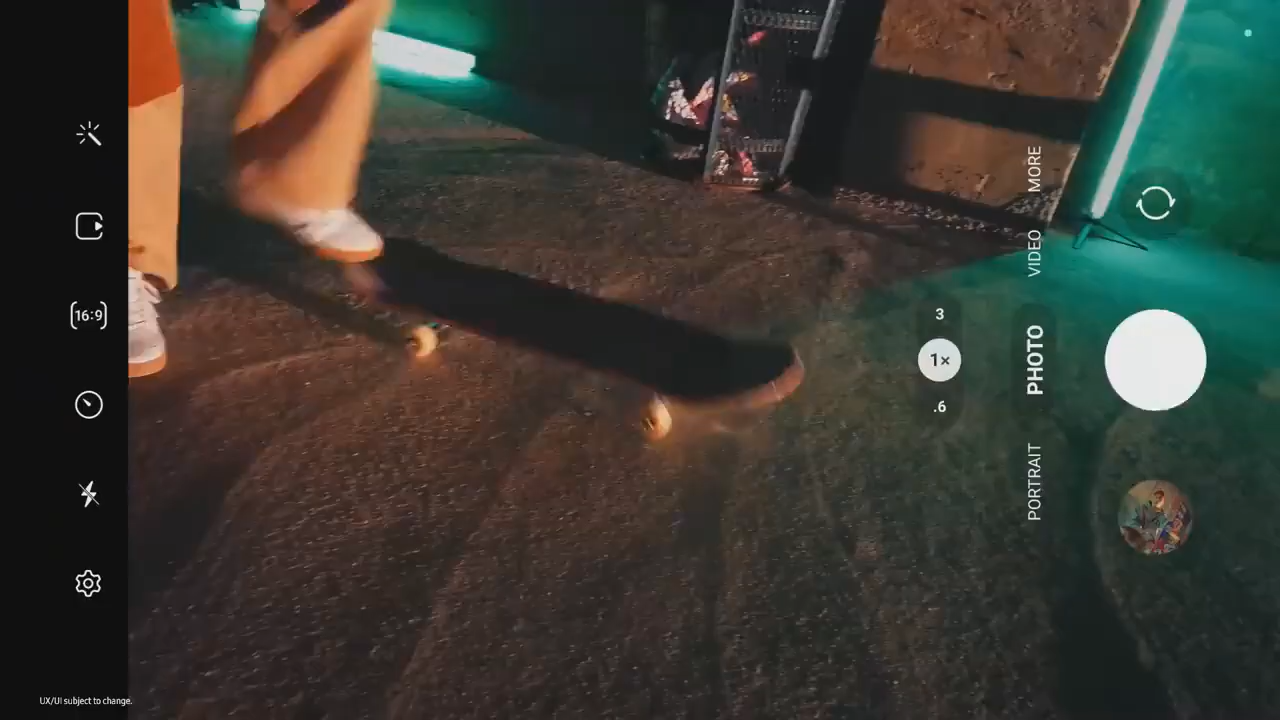 16:9
3
1×
.6
MORE
VIDEO
PHOTO
PORTRAIT
UX/UI subject to change.